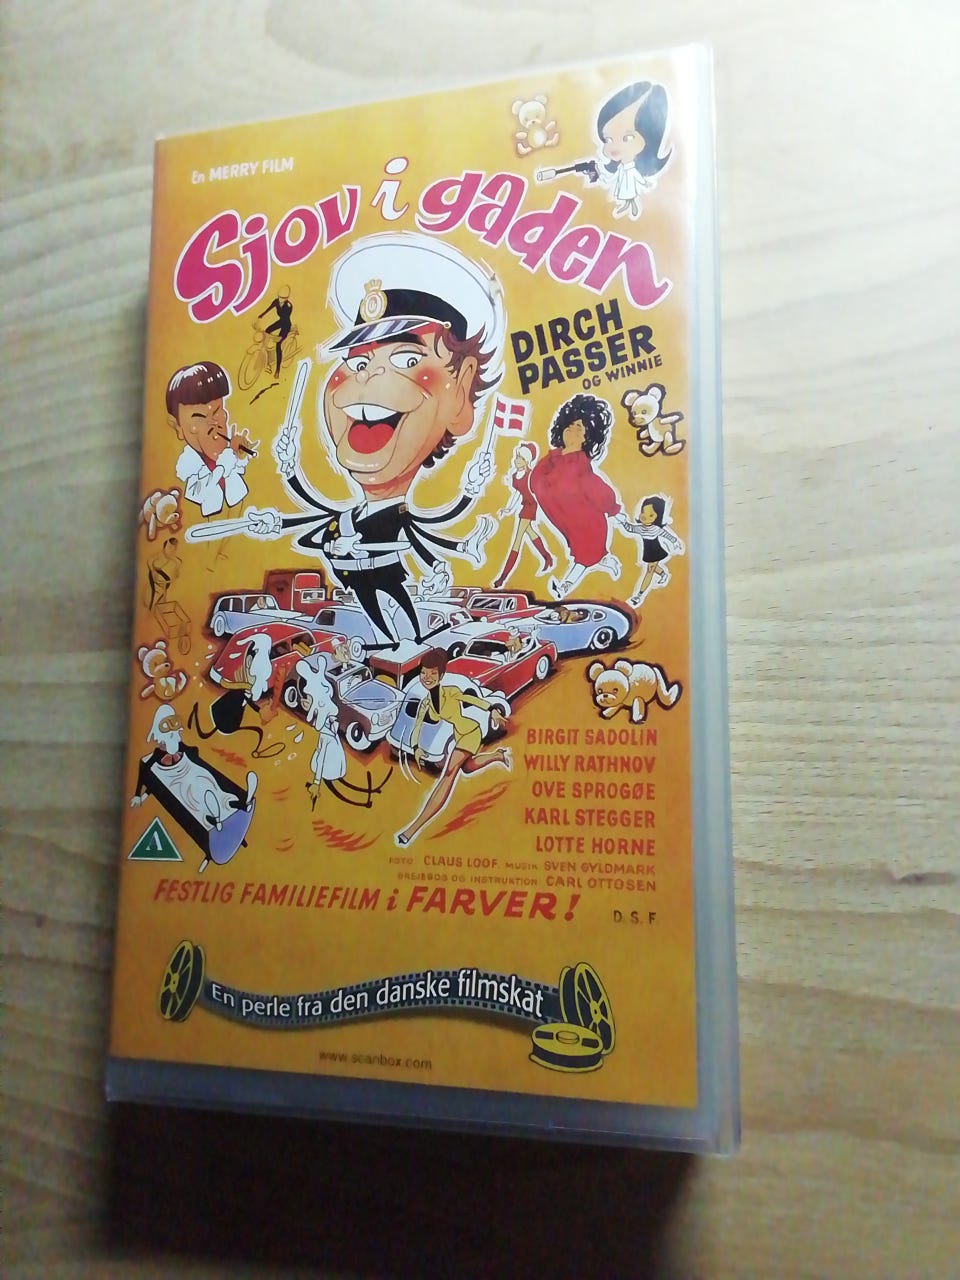 En MERRY FILM
Sjov i gaden
DIRCH
PASSER
OG WINNIE
BIRGIT SADOLIN
WILLY RATHNOV
OVE SPROGØE
KARL STEGGER
LOTTE HORNE
FOTO CLAUS LOOF. MUSIK SVEN GYLDMARK
DREJEBOG OG INSTRUKTION CARL OTTOSEN
FESTLIG FAMILIEFILM i FARVER!
D. S. F
A
En perle fra den danske filmskat
www.scanbox.com